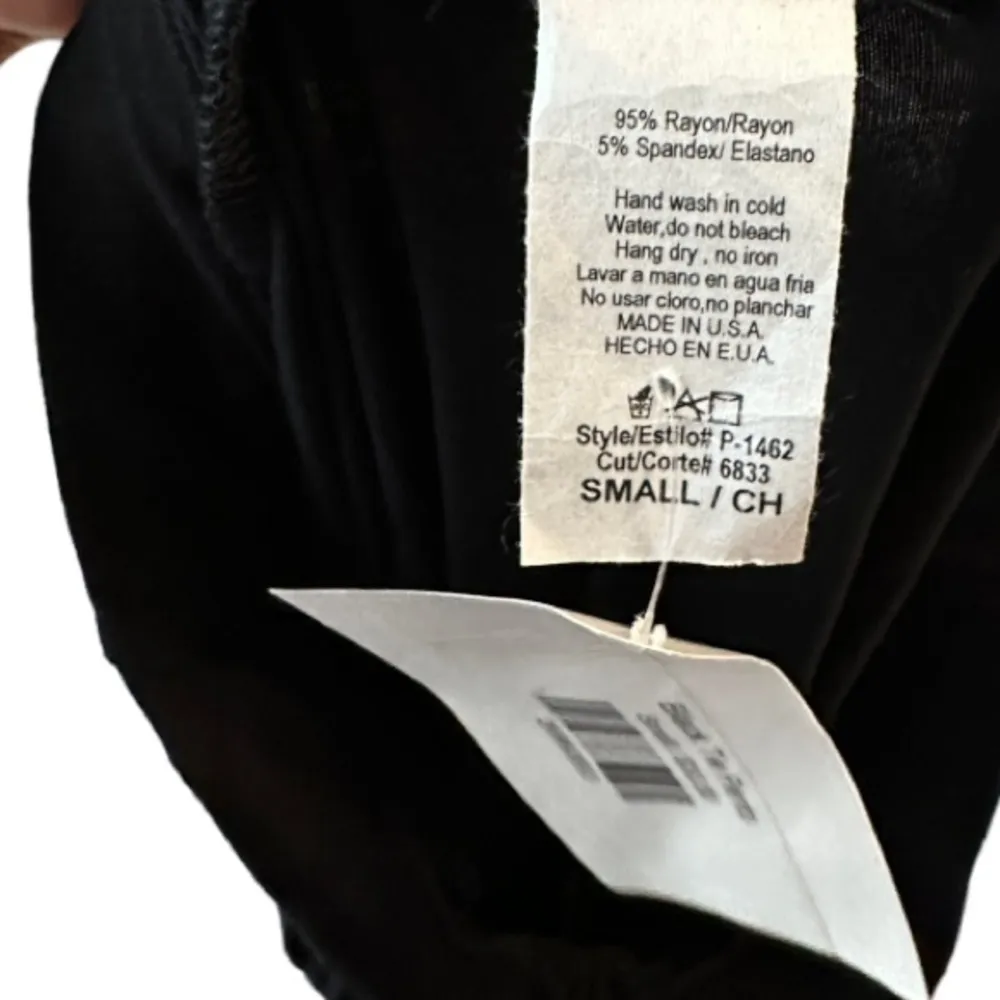 95% Rayon/Rayon
5% Spandex/ Elastano
Hand wash in cold
Water,do not bleach
Hang dry , no iron
Lavar a mano en agua fria
No usar cloro,no planchar
MADE IN U.S.A.
HECHO EN E.U.A.
Style/Estilo# P-1462
Cut/Corte# 6833
SMALL / CH